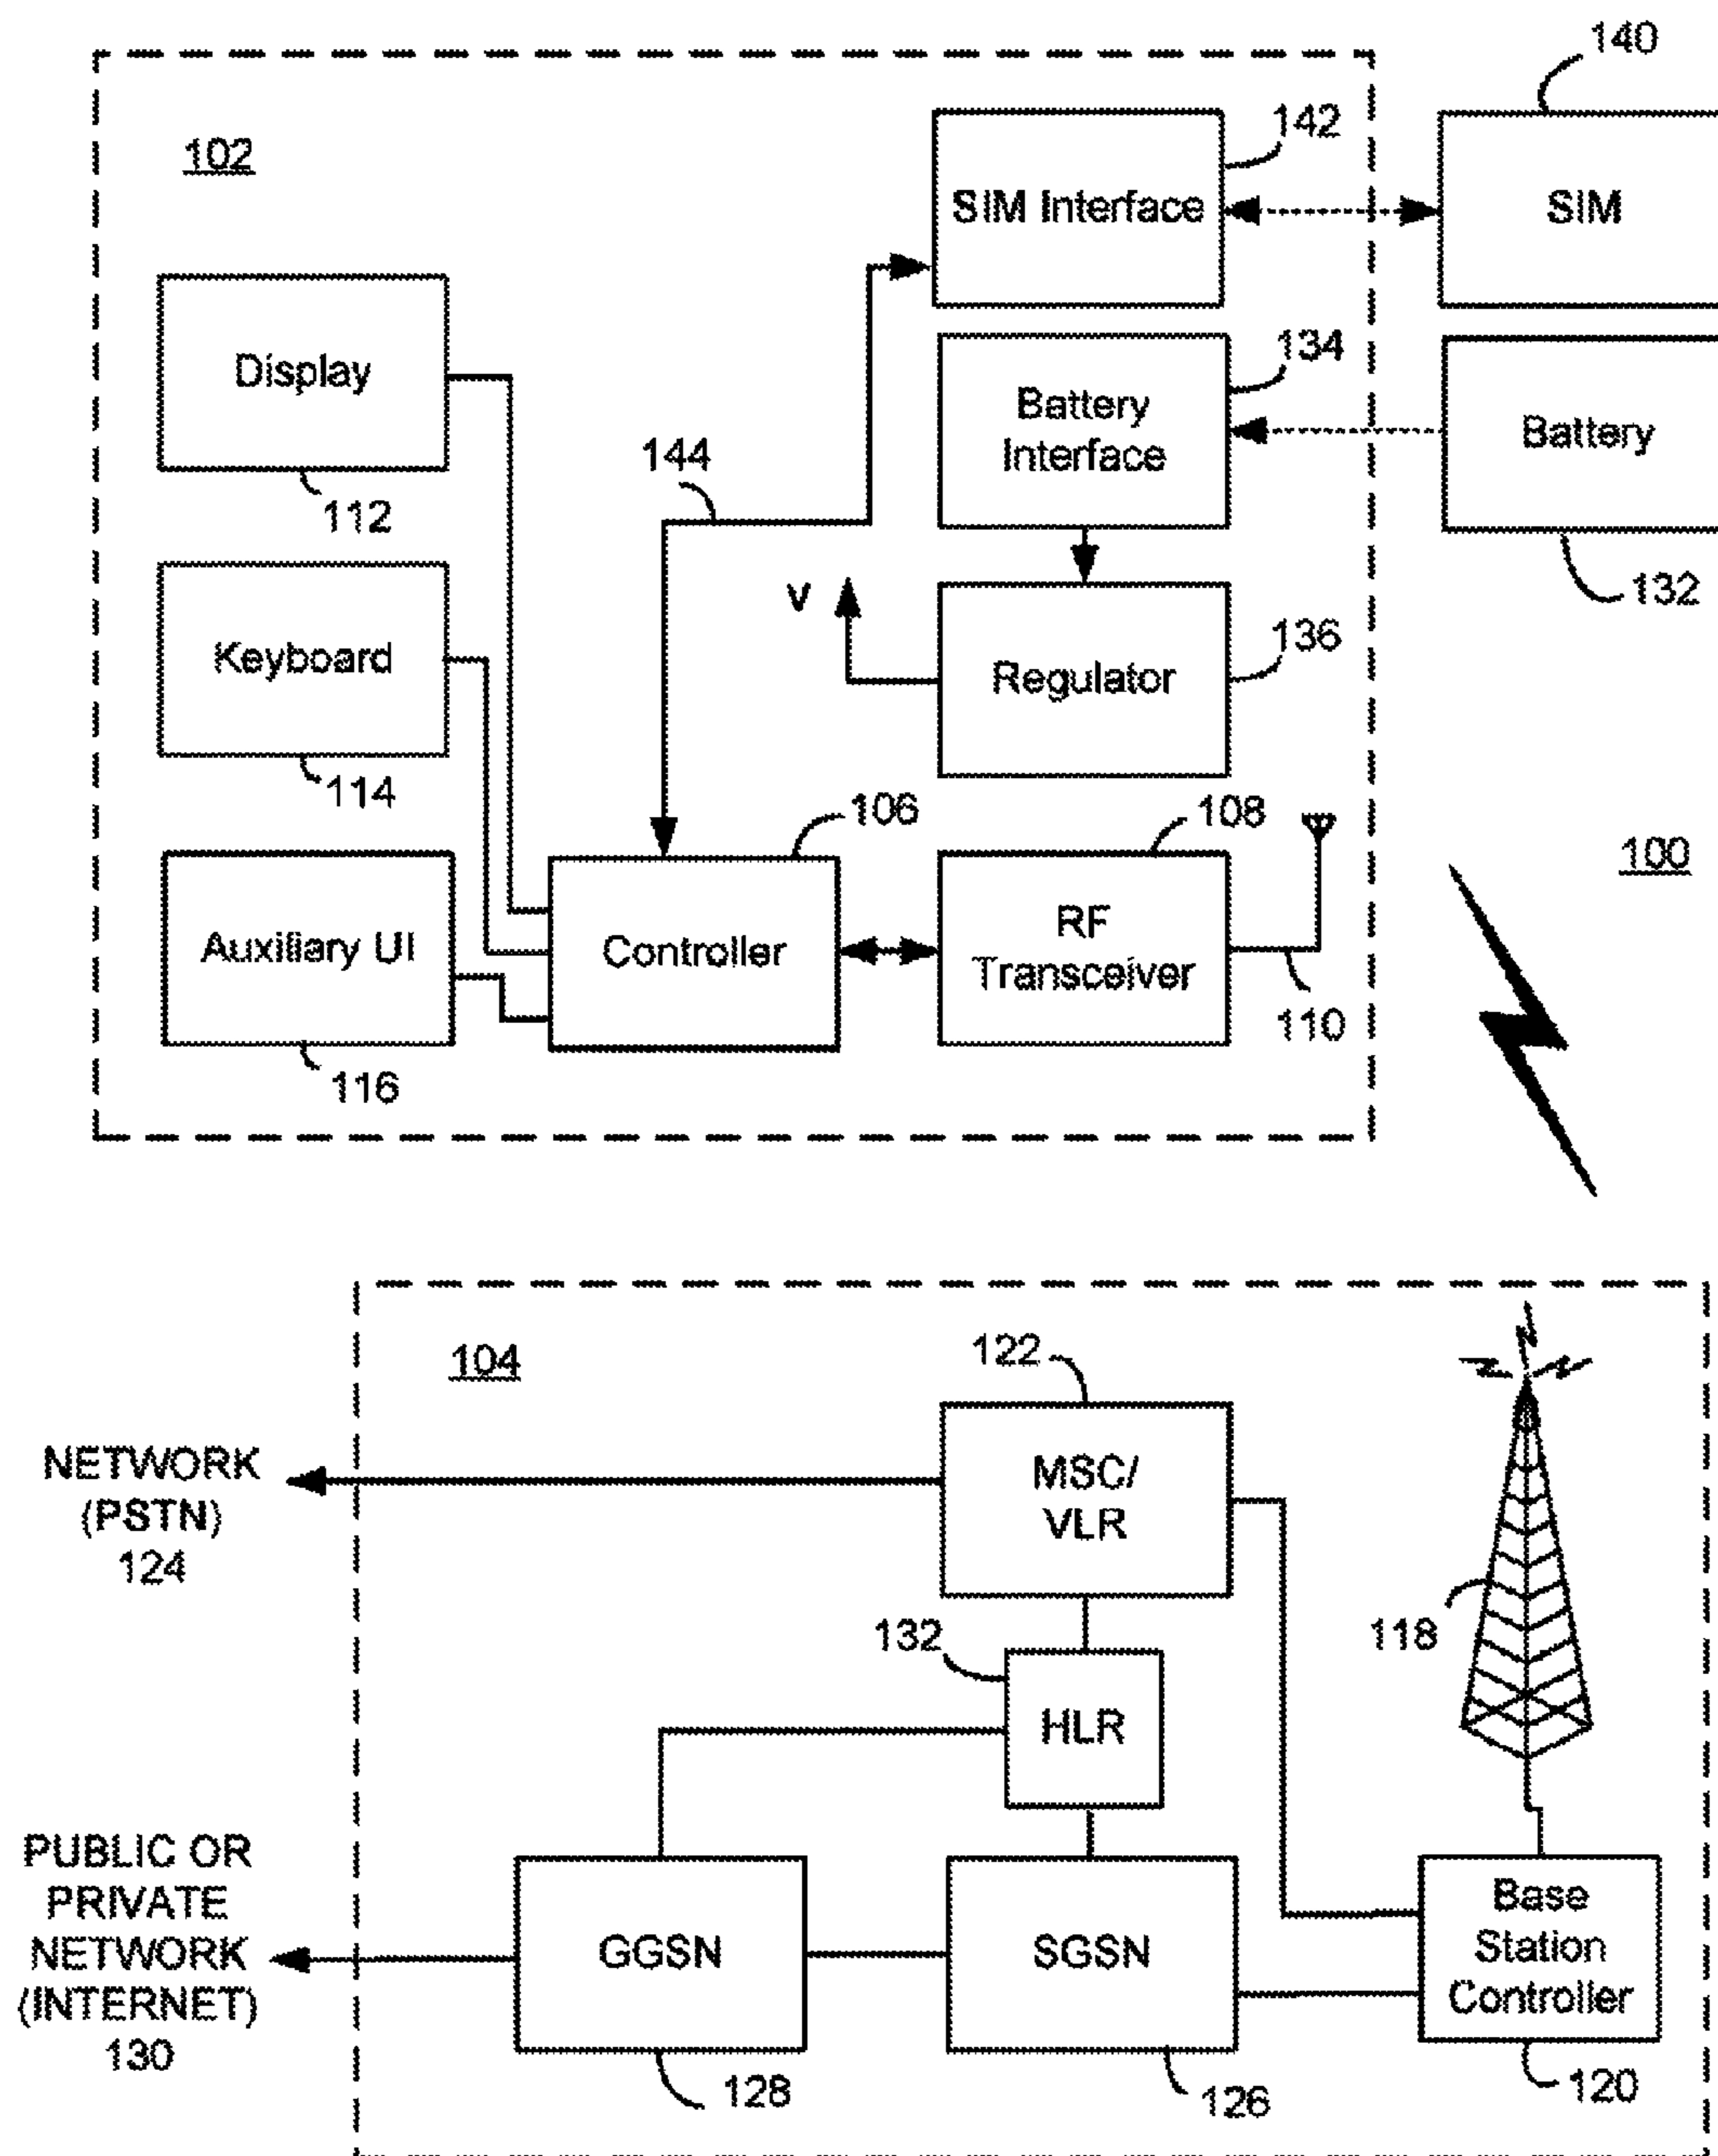 140
142
102
SIM Interface
SIM
134
Display
Battery
Interface
Battery
144
112
V
132
136
Keyboard
Regulator
114
106
108
100
Auxiliary UI
Controller
RF
Transceiver
110
116
104
122
NETWORK
(PSTN)
124
MSC/
VLR
118
132
HLR
PUBLIC OR
PRIVATE
NETWORK
(INTERNET)
130
GGSN
SGSN
Base
Station
Controller
128
126
120